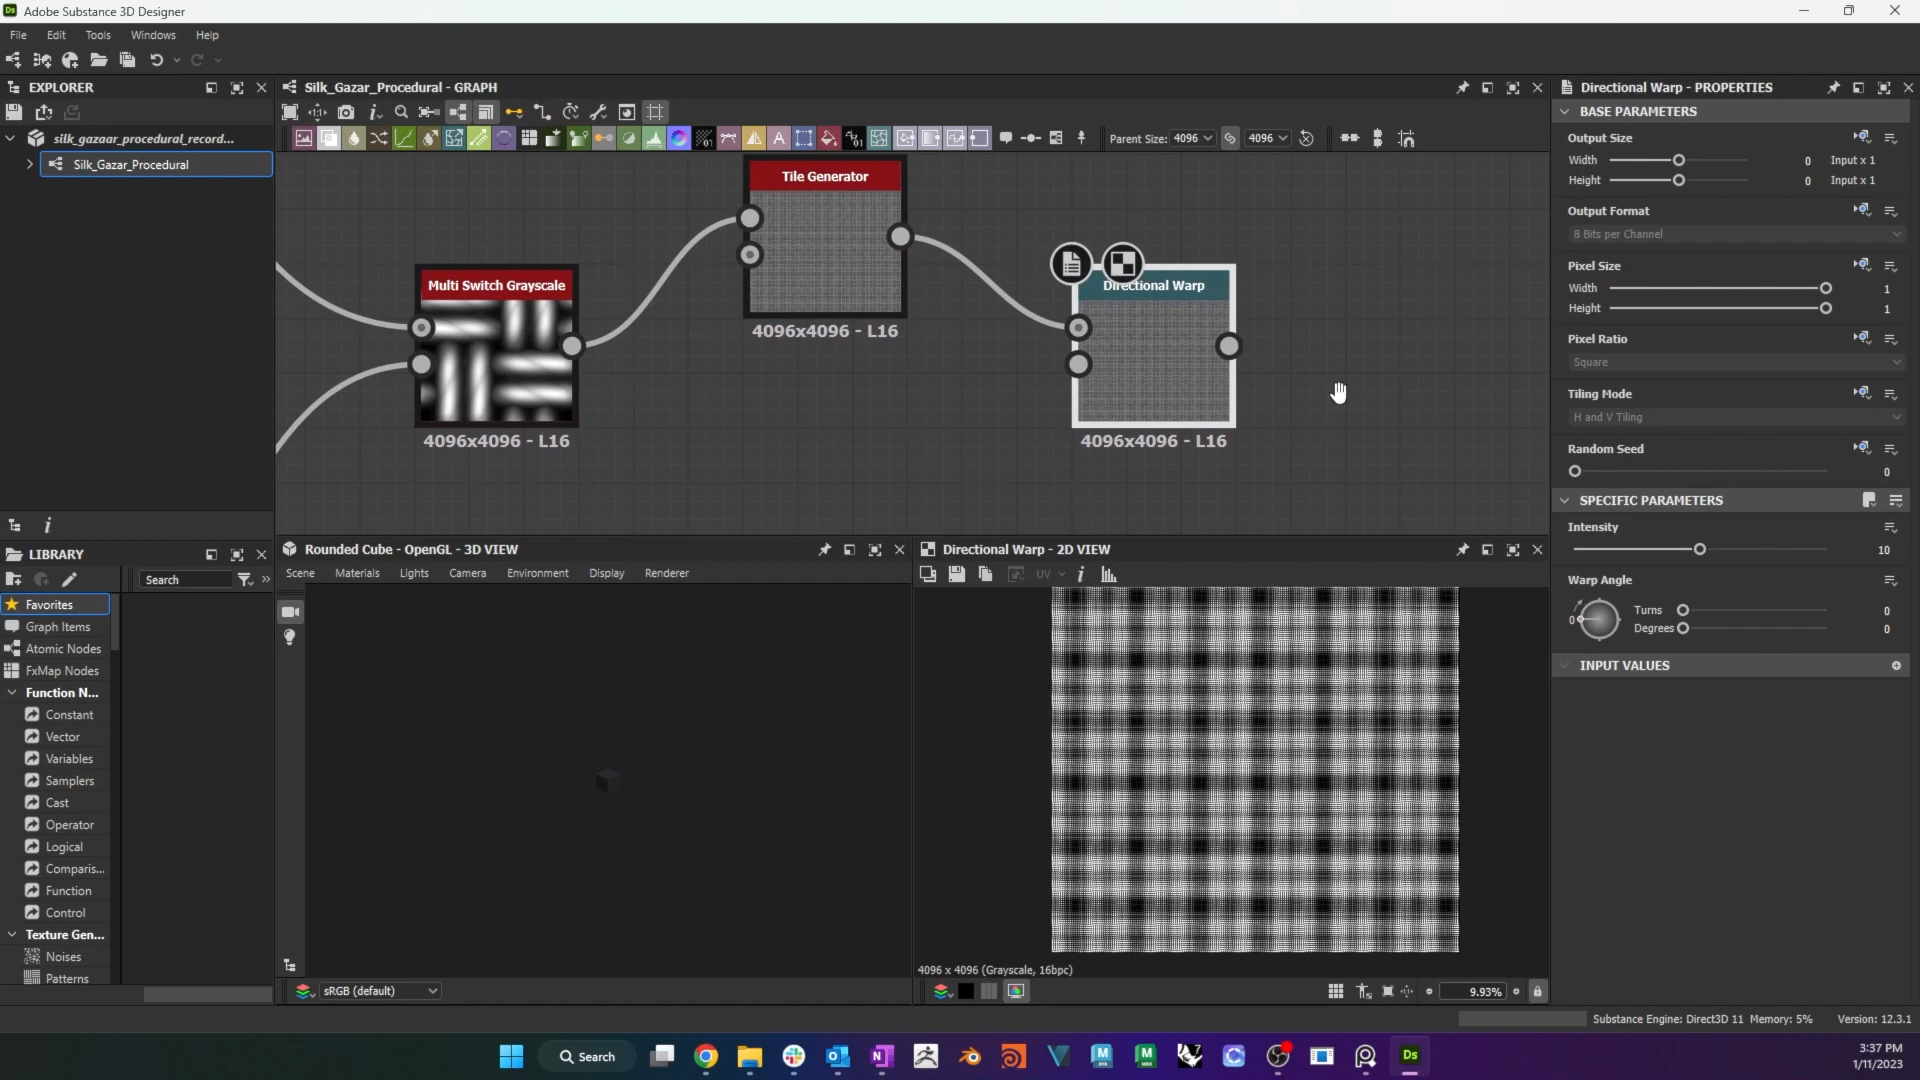 Ds Adobe Substance 3D Designer
File Edit Tools Windows Help
EXPLORER
silk_gazaar_procedural_record...
Silk_Gazar_Procedural
Silk_Gazar_Procedural - GRAPH
Parent Size: 4096 4096
Tile Generator
4096x4096 - L16
Multi Switch Grayscale
4096x4096 - L16
Directional Warp
4096x4096 - L16
Directional Warp - PROPERTIES
BASE PARAMETERS
Output Size
Width 0 Input x 1
Height 0 Input x 1
Output Format
8 Bits per Channel
Pixel Size
Width 1
Height 1
Pixel Ratio
Square
Tiling Mode
H and V Tiling
Random Seed
0
SPECIFIC PARAMETERS
Intensity
10
Warp Angle
0 Turns 0
Degrees 0
INPUT VALUES
LIBRARY
Search
Favorites
Graph Items
Atomic Nodes
FxMap Nodes
Function N...
Constant
Vector
Variables
Samplers
Cast
Operator
Logical
Comparis...
Function
Control
Texture Gen...
Noises
Patterns
Rounded Cube - OpenGL - 3D VIEW
Scene Materials Lights Camera Environment Display Renderer
sRGB (default)
Directional Warp - 2D VIEW
UV
4096 x 4096 (Grayscale, 16bpc)
9.93%
Substance Engine: Direct3D 11 Memory: 5% Version: 12.3.1
Search
Ds
3:37 PM
1/11/2023